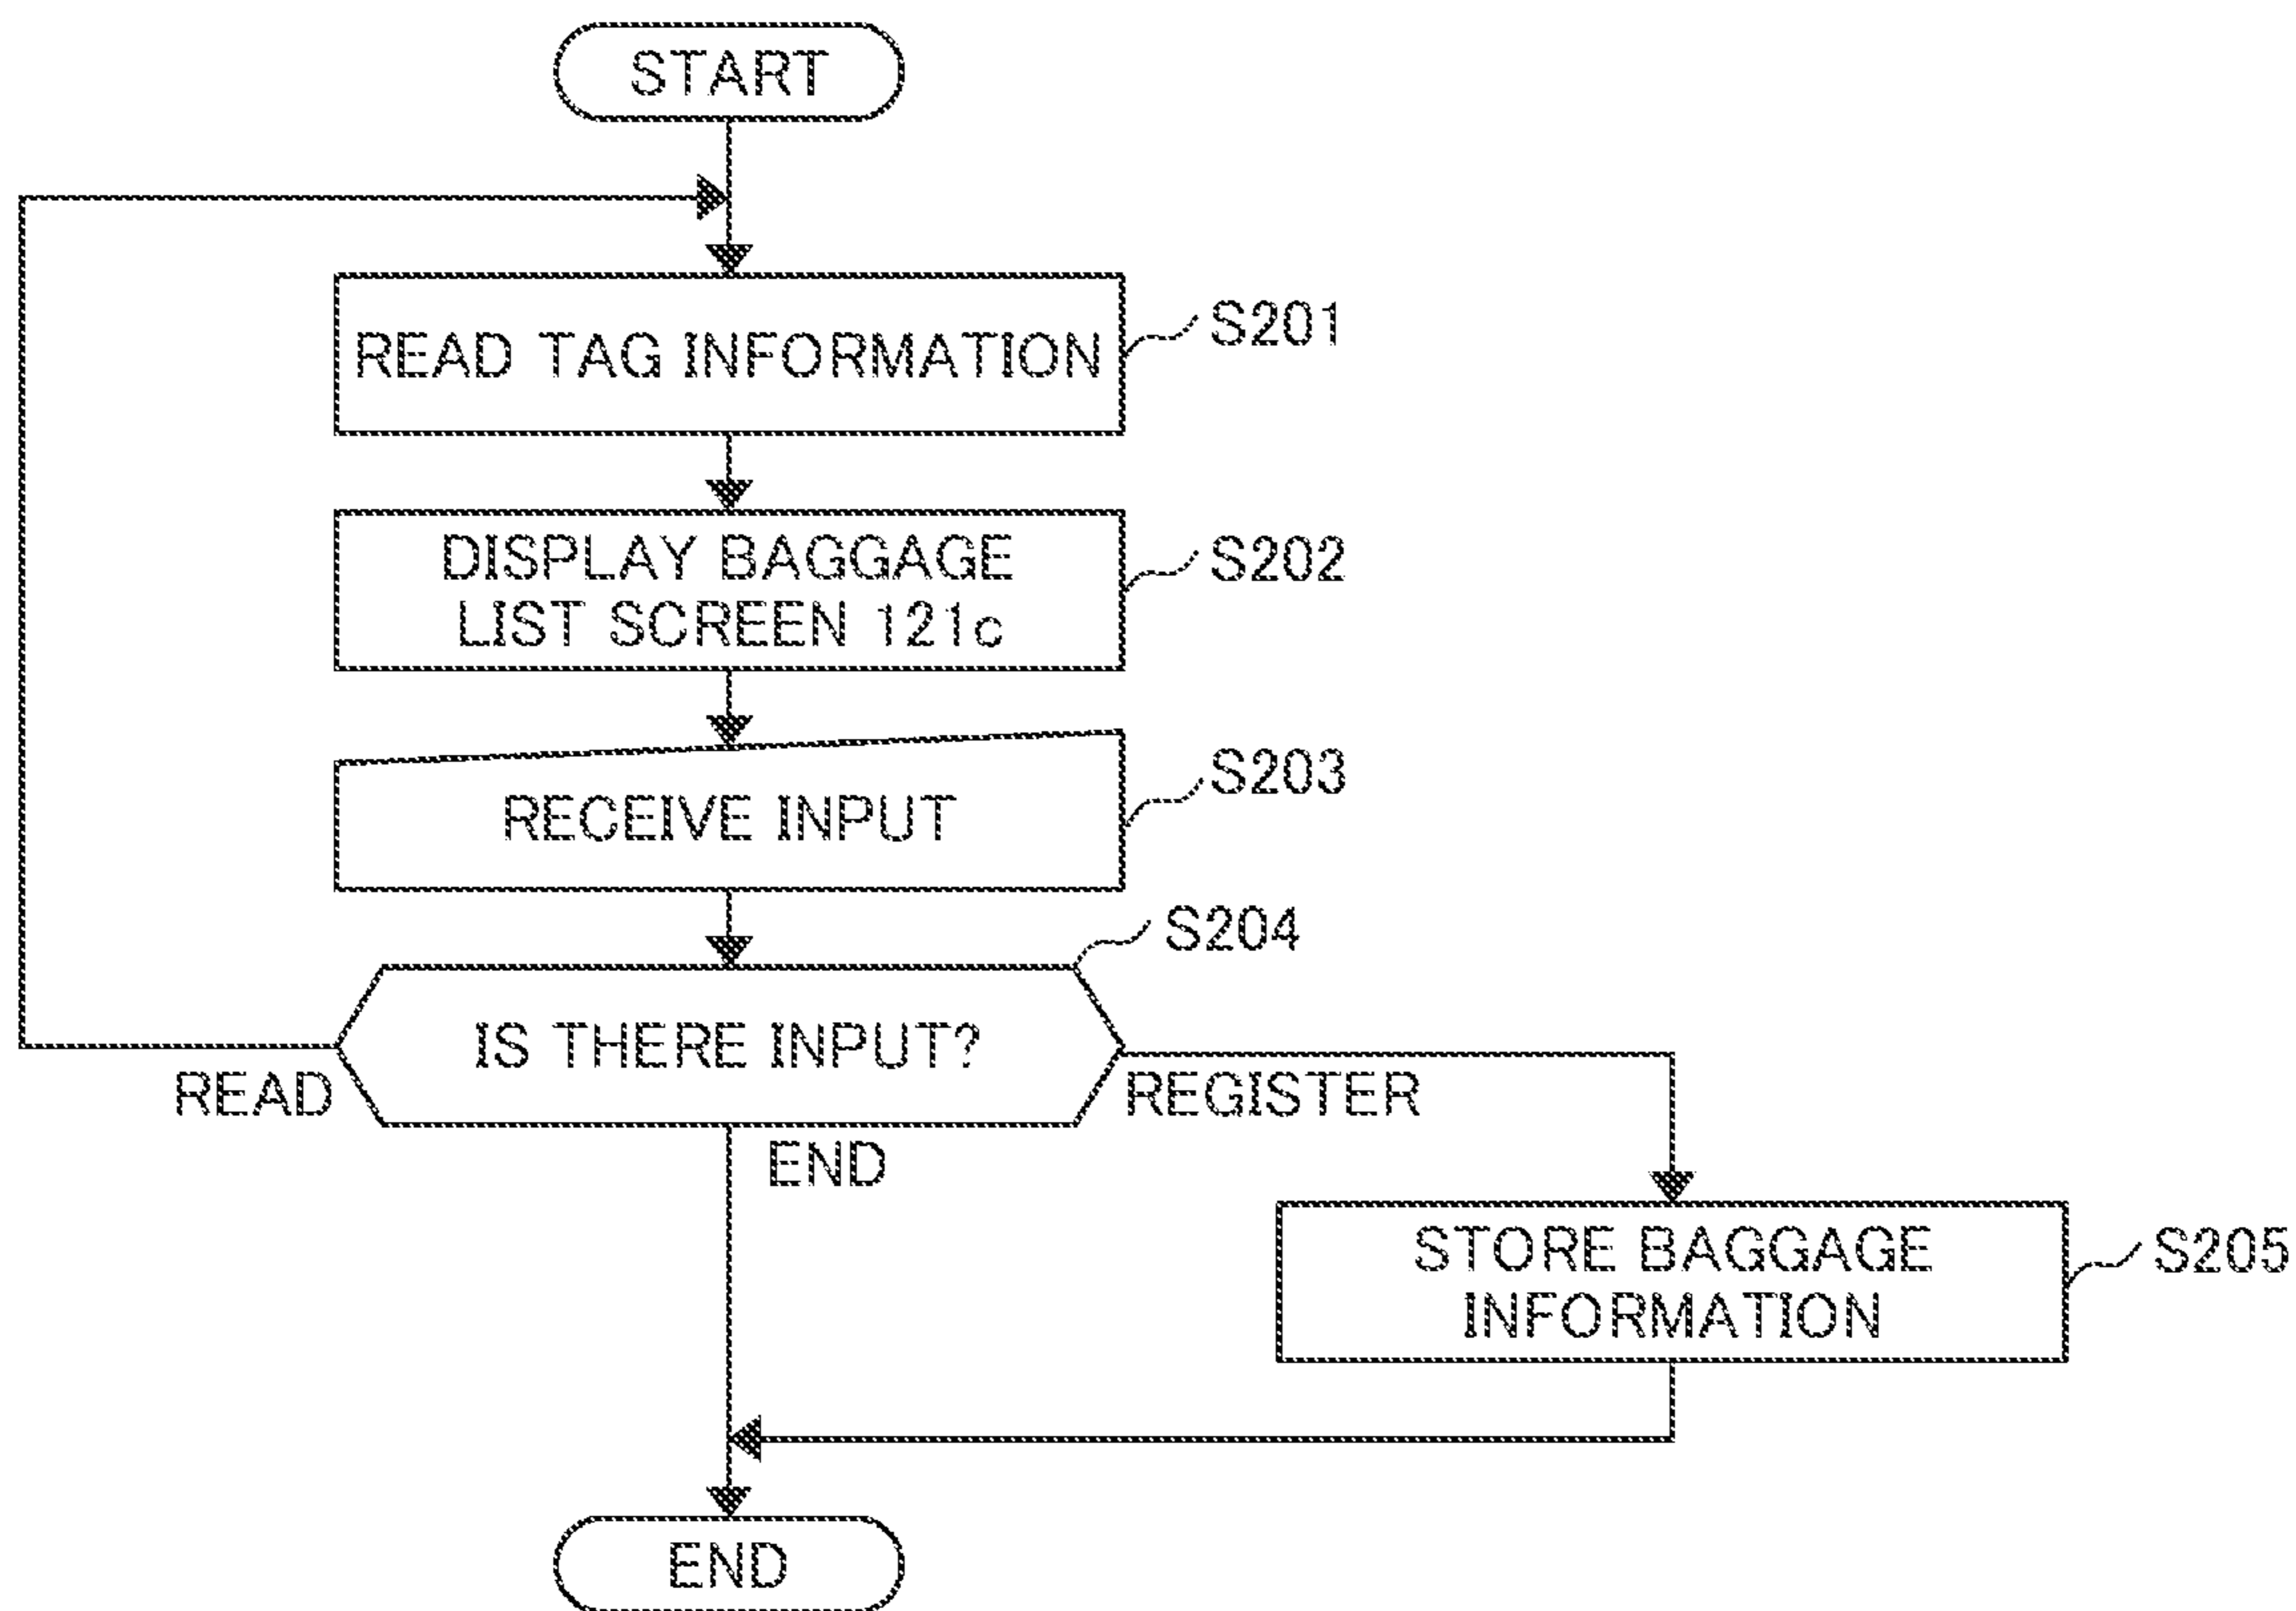 START
READ TAG INFORMATION
S201
DISPLAY BAGGAGE
LIST SCREEN 121c
S202
RECEIVE INPUT
S203
S204
IS THERE INPUT?
READ
REGISTER
END
STORE BAGGAGE
INFORMATION
S205
END